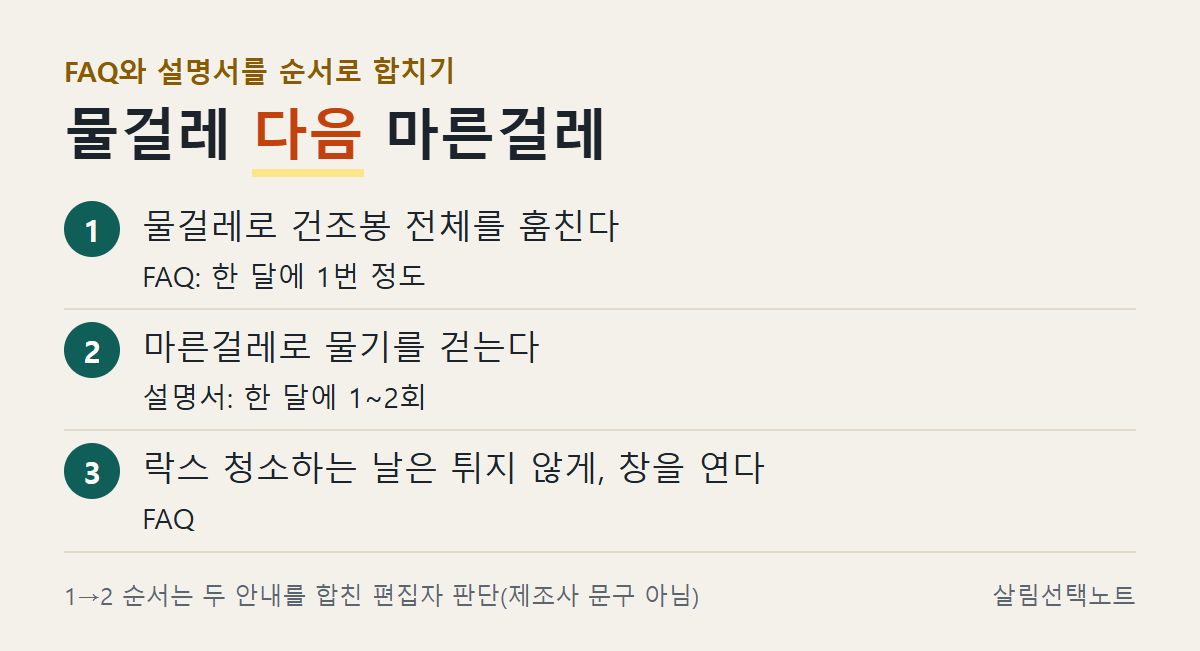 FAQ와 설명서를 순서로 합치기
물걸레 다음 마른걸레
1 물걸레로 건조봉 전체를 훔친다
FAQ: 한 달에 1번 정도
2 마른걸레로 물기를 걷는다
설명서: 한 달에 1~2회
3 락스 청소하는 날은 튀지 않게, 창을 연다
FAQ
1→2 순서는 두 안내를 합친 편집자 판단(제조사 문구 아님) 살림선택노트